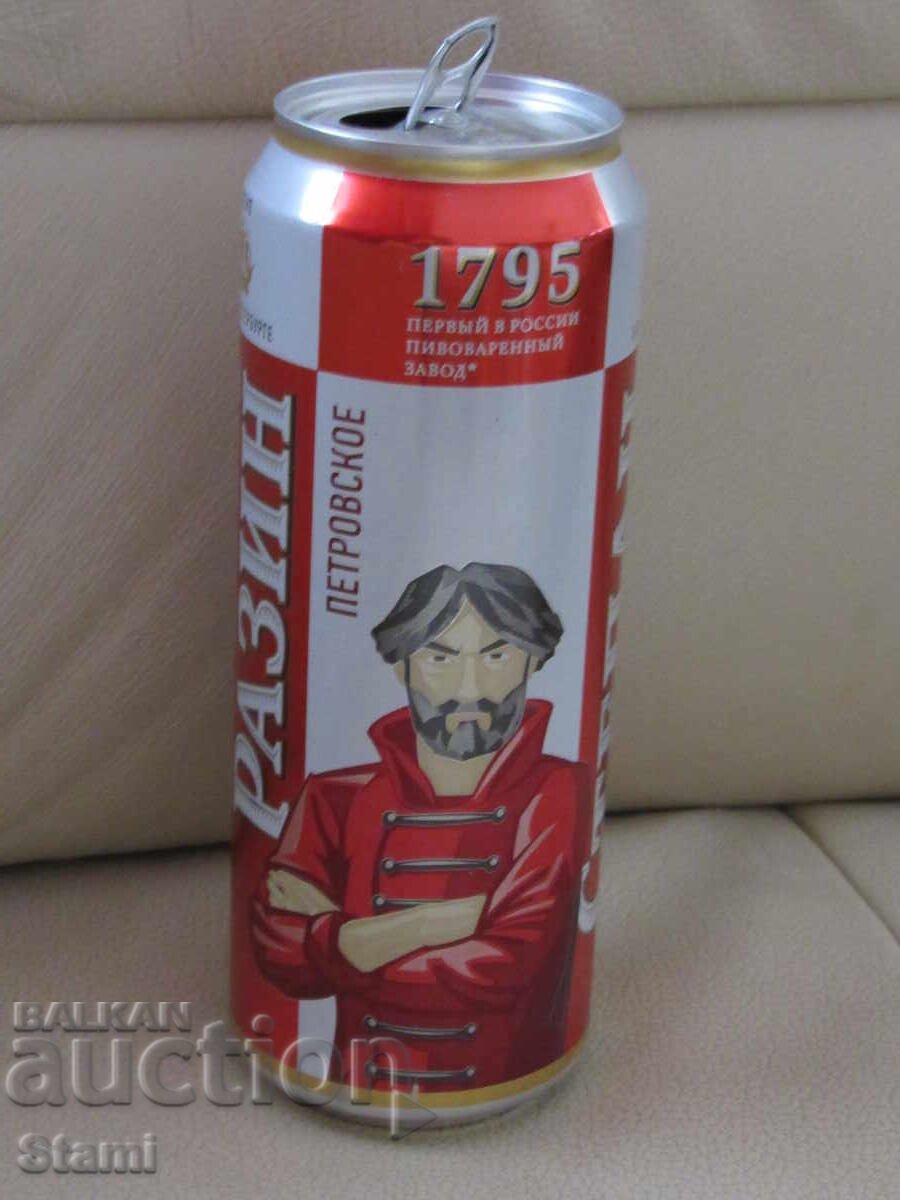 1795
ПЕРВЫЙ В РОССИИ
ПИВОВАРЕННЫЙ
ЗАВОД*
ПЕТРОВСКОЕ
РАЗИН
BALKAN
auction
Stami